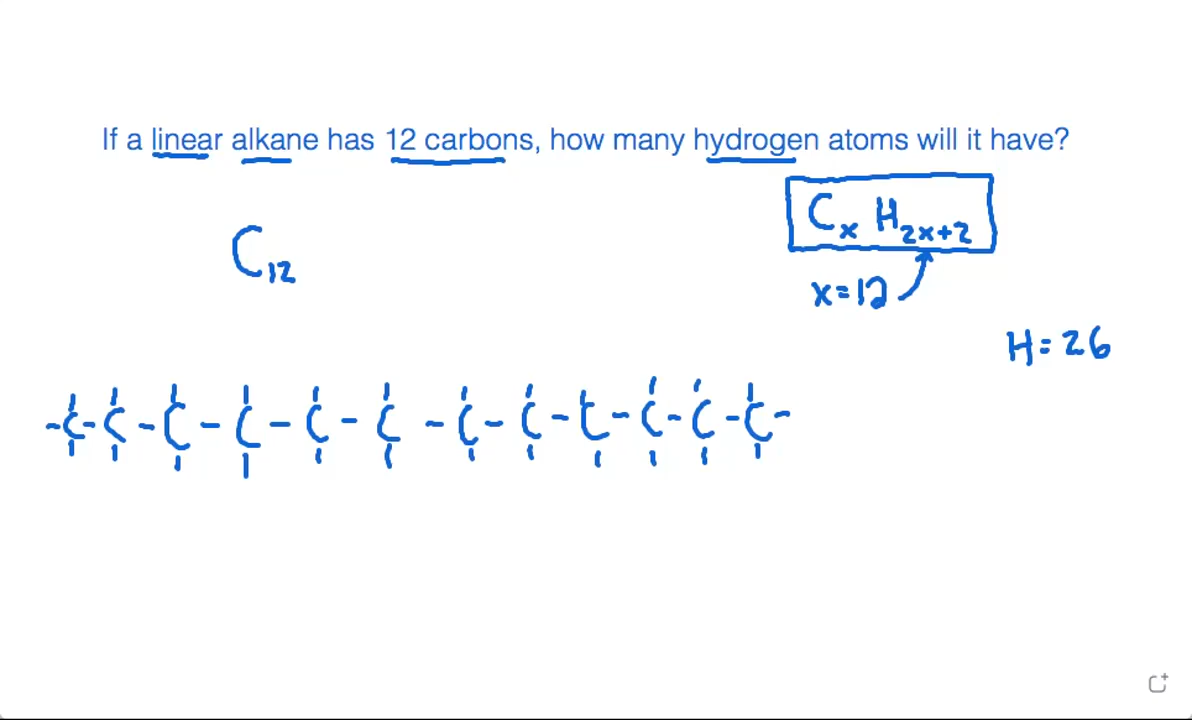 If a linear alkane has 12 carbons, how many hydrogen atoms will it have?
C₁₂
CₓH₂ₓ₊₂
x=12
H=26
-C-C-C-C-C-C-C-C-C-C-C-C-